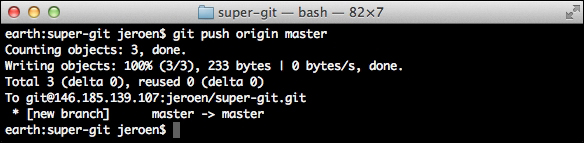 super-git — bash — 82×7
earth:super-git jeroen$ git push origin master
Counting objects: 3, done.
Writing objects: 100% (3/3), 233 bytes | 0 bytes/s, done.
Total 3 (delta 0), reused 0 (delta 0)
To git@146.185.139.107:jeroen/super-git.git
 * [new branch]      master -> master
earth:super-git jeroen$